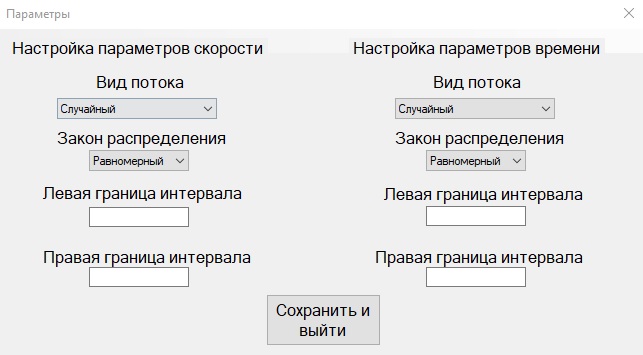 Параметры
Настройка параметров скорости
Настройка параметров времени
Вид потока
Вид потока
Случайный
Случайный
Закон распределения
Закон распределения
Равномерный
Равномерный
Левая граница интервала
Левая граница интервала
Правая граница интервала
Правая граница интервала
Сохранить и
выйти